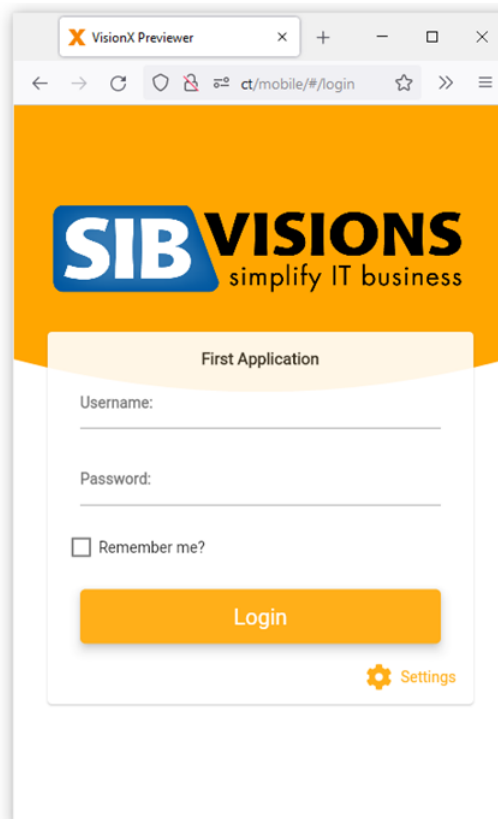 VisionX Previewer
ct/mobile/#/login
SIB VISIONS
simplify IT business
First Application
Username:
Password:
Remember me?
Login
Settings